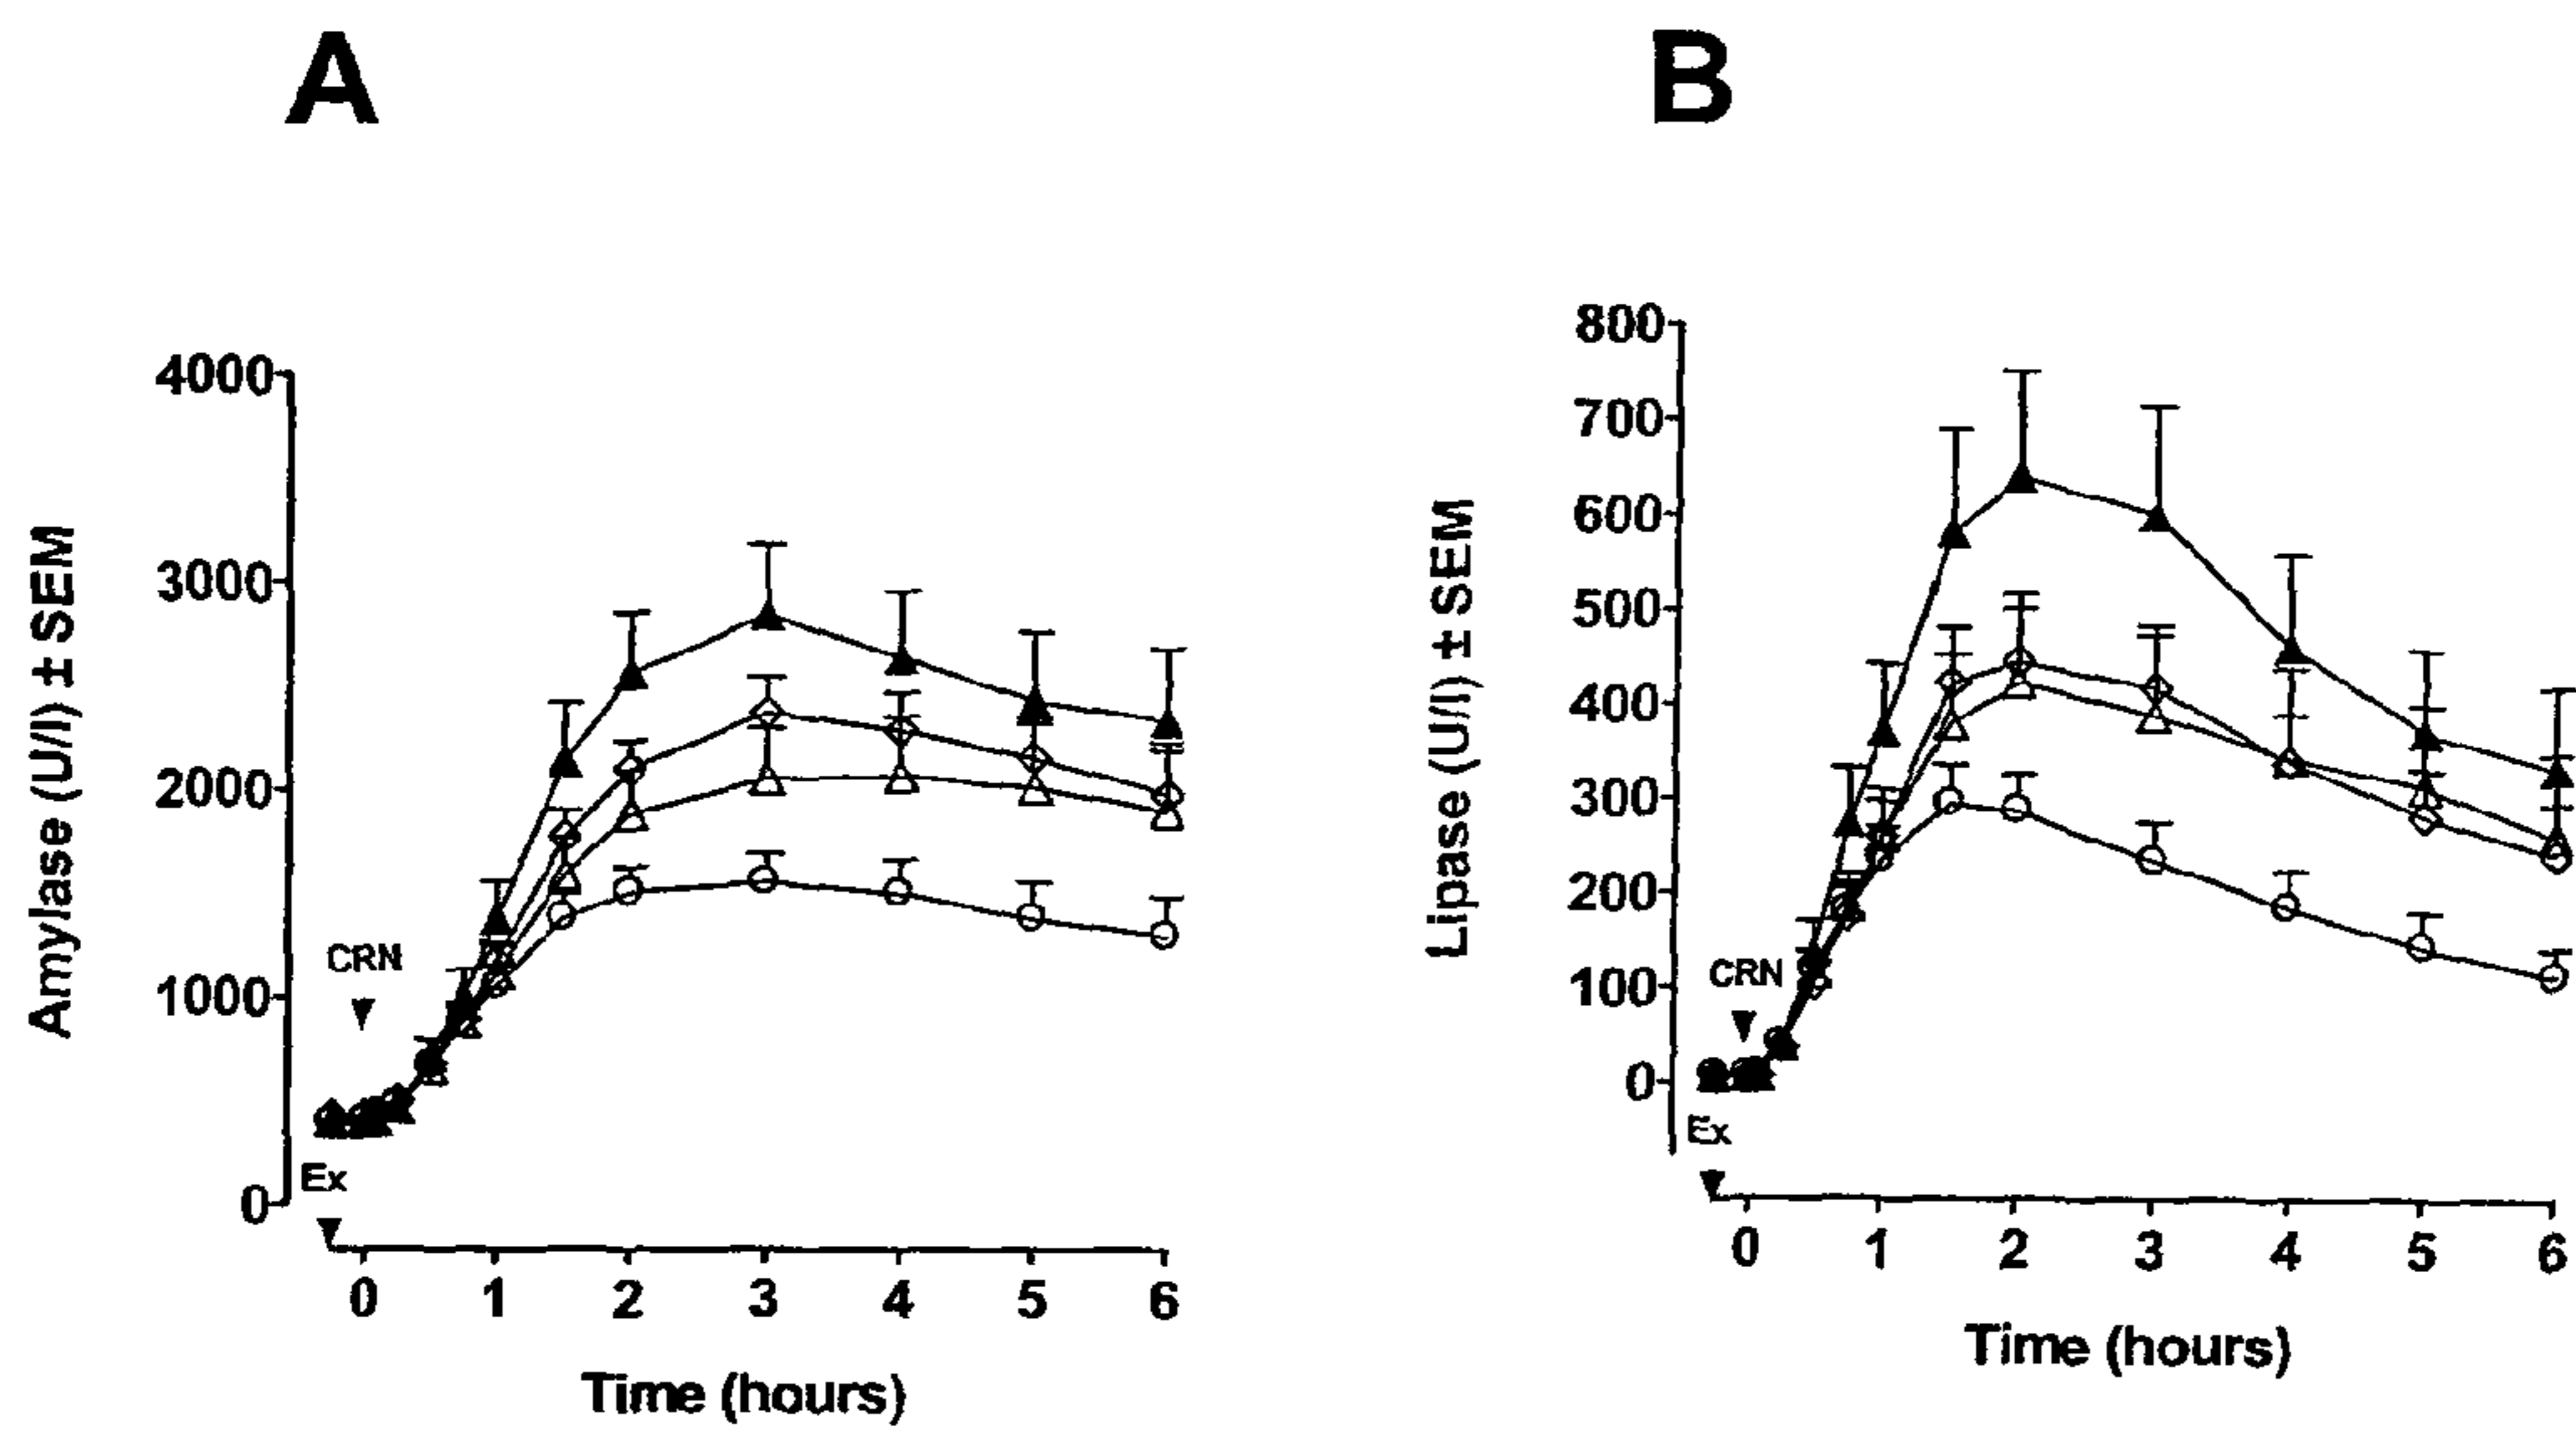 A
Amylase (U/l) ± SEM
4000
3000
2000
1000
0
CRN
Ex
0 1 2 3 4 5 6
Time (hours)
B
Lipase (U/l) ± SEM
800
700
600
500
400
300
200
100
0
CRN
Ex
0 1 2 3 4 5 6
Time (hours)